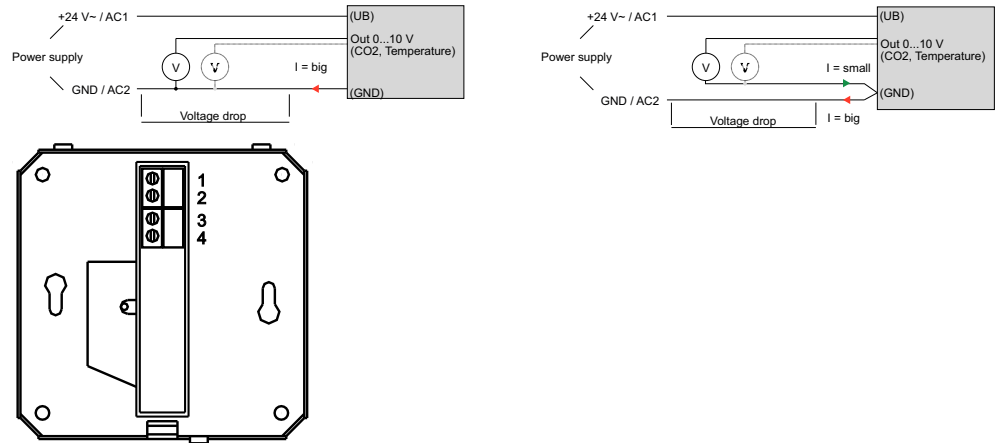 +24 V~ / AC1
(UB)
Out 0...10 V
(CO2, Temperature)
Power supply
V
V
I = big
GND / AC2
(GND)
Voltage drop
+24 V~ / AC1
(UB)
Out 0...10 V
(CO2, Temperature)
Power supply
V
V
I = small
GND / AC2
(GND)
I = big
Voltage drop
1
2
3
4